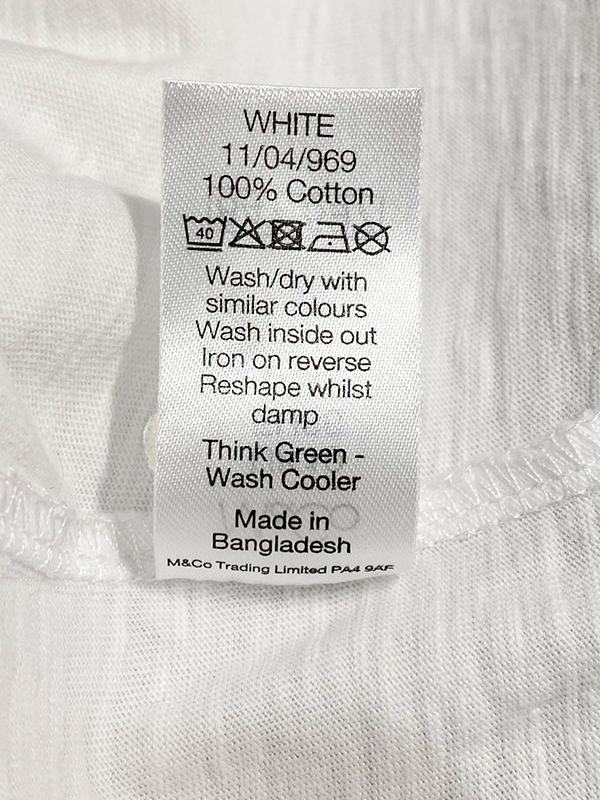 WHITE
11/04/969
100% Cotton
40
Wash/dry with
similar colours
Wash inside out
Iron on reverse
Reshape whilst
damp
Think Green -
Wash Cooler
Made in
Bangladesh
M&Co Trading Limited PA4 9AF